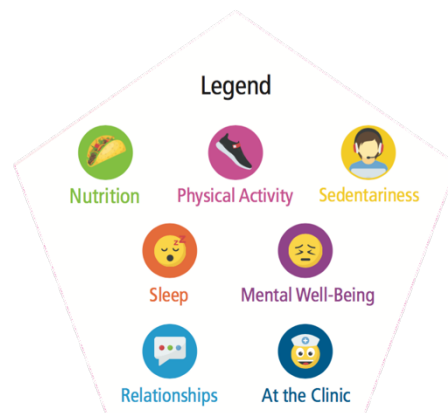 Legend
Nutrition
Physical Activity
Sedentariness
Sleep
Mental Well-Being
Relationships
At the Clinic